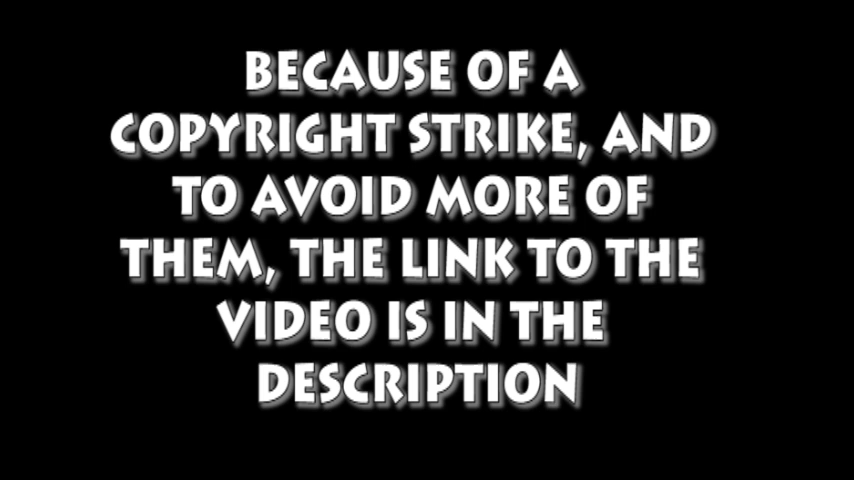 BECAUSE OF A
COPYRIGHT STRIKE, AND
TO AVOID MORE OF
THEM, THE LINK TO THE
VIDEO IS IN THE
DESCRIPTION